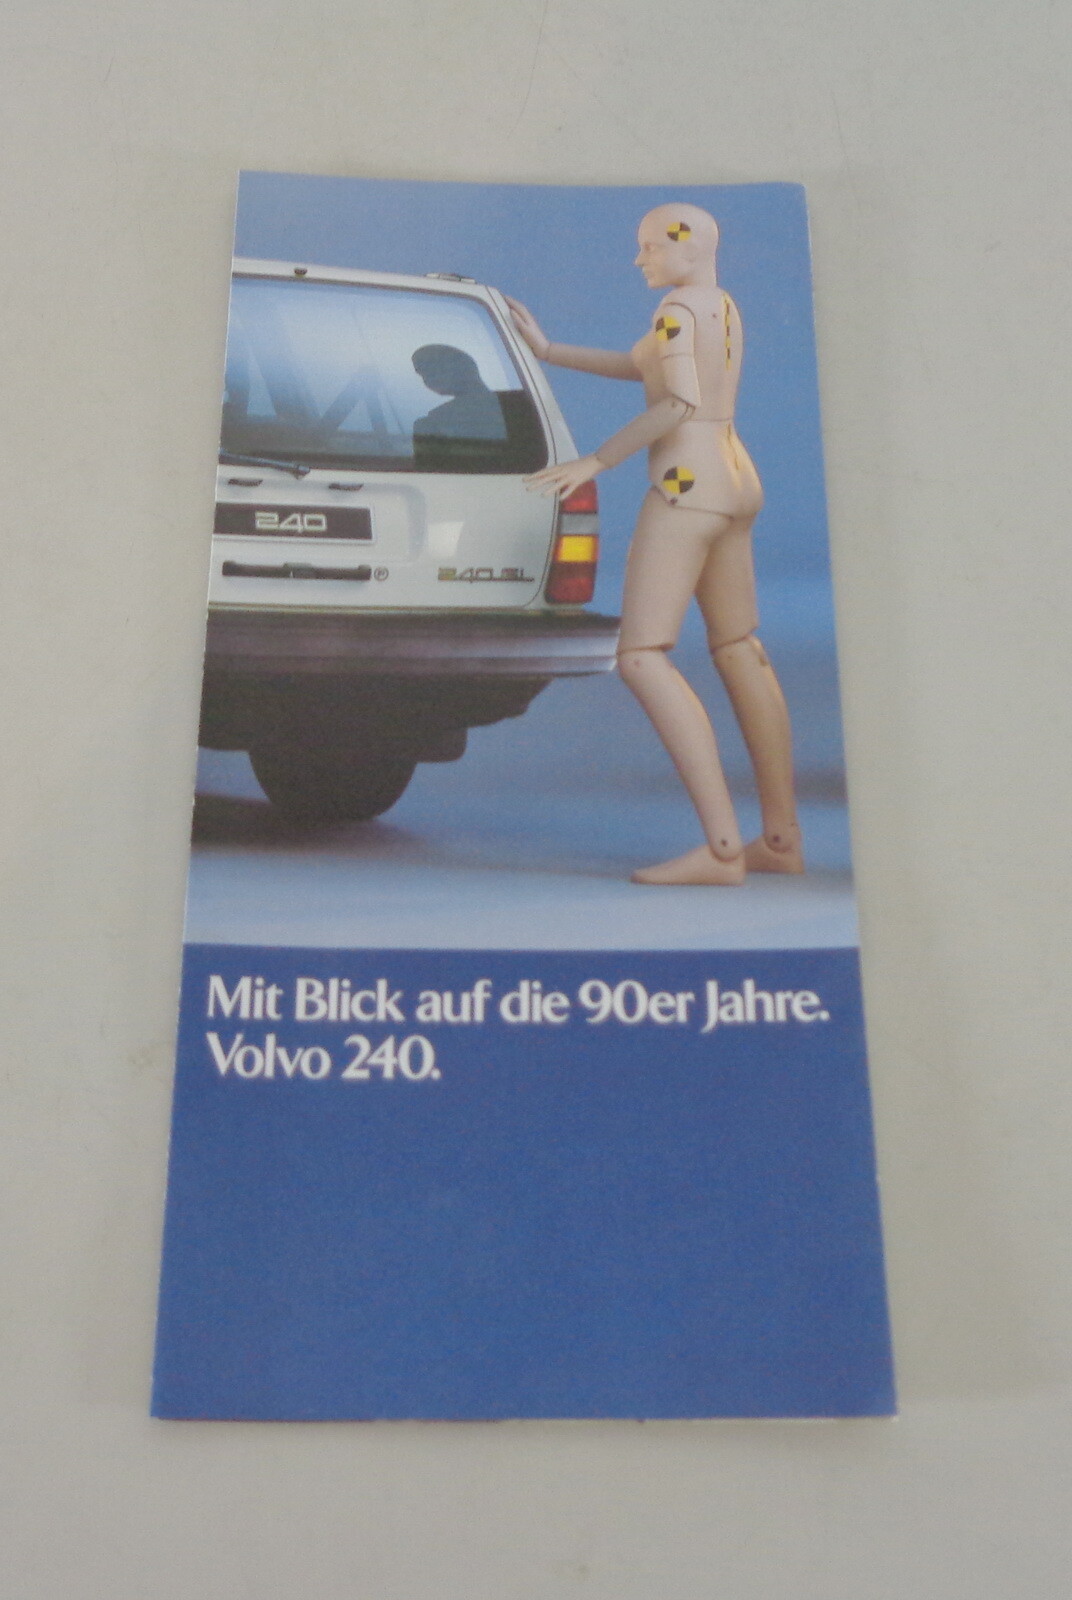 240
240 GL
Mit Blick auf die 90er Jahre.
Volvo 240.